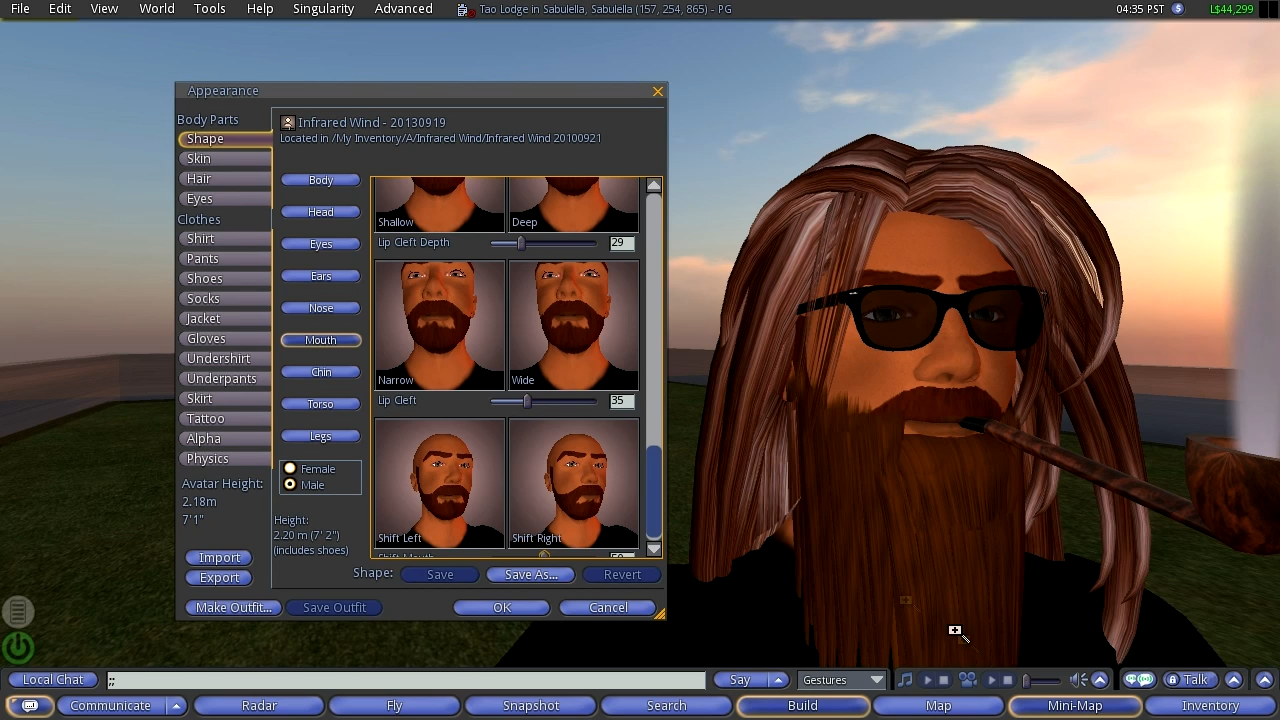 File Edit View World Tools Help Singularity Advanced Tao Lodge in Sabulella, Sabulella (157, 254, 865) - PG 04:35 PST $ L$44,299
Appearance
Body Parts
Shape
Skin
Hair
Eyes
Clothes
Shirt
Pants
Shoes
Socks
Jacket
Gloves
Undershirt
Underpants
Skirt
Tattoo
Alpha
Physics
Avatar Height:
2.18m
7'1"
Import
Export
Infrared Wind - 20130919
Located in /My Inventory/A/Infrared Wind/Infrared Wind 20100921
Body
Head
Eyes
Ears
Nose
Mouth
Chin
Torso
Legs
Female
Male
Height:
2.20 m (7' 2")
(includes shoes)
Shallow Deep
Lip Cleft Depth 29
Narrow Wide
Lip Cleft 35
Shift Left Shift Right
Shift Mouth 50
Shape: Save Save As... Revert
Make Outfit... Save Outfit OK Cancel
Local Chat ;; Say Gestures Talk
Communicate Radar Fly Snapshot Search Build Map Mini-Map Inventory